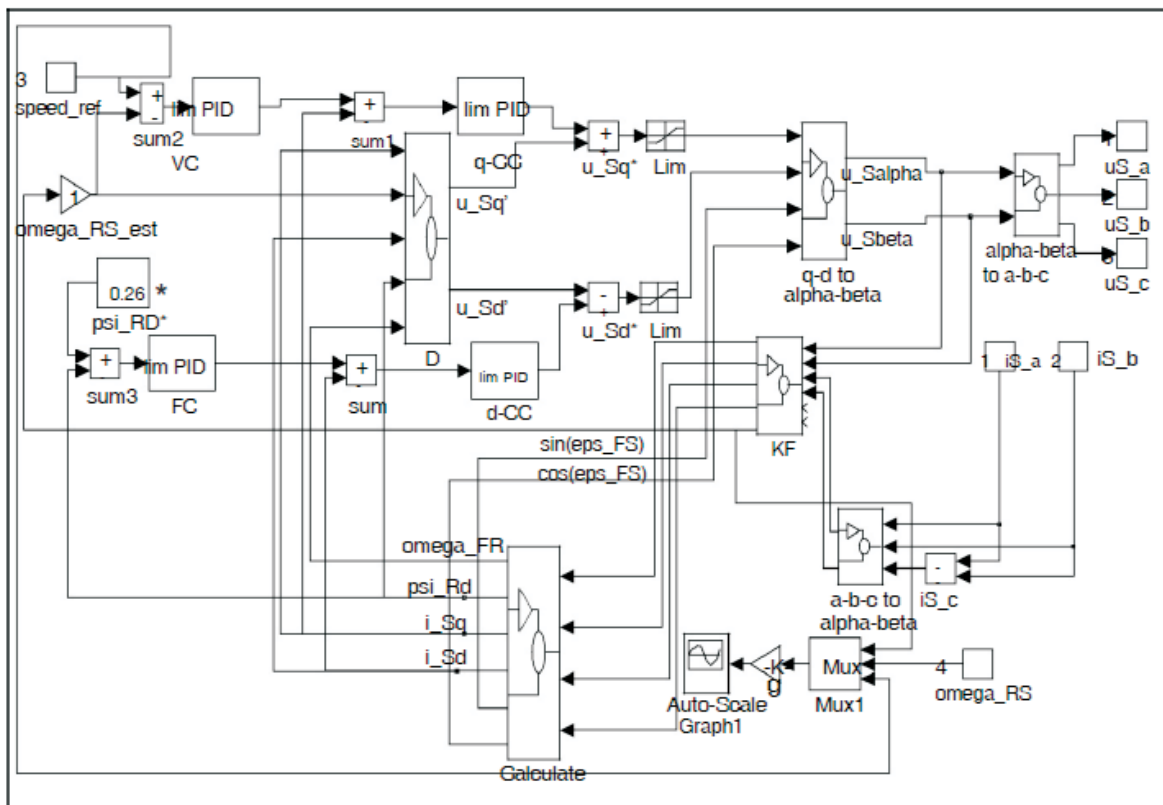 3
speed_ref
+
-
sum2
lim PID
VC
+
-
sum1
lim PID
q-CC
+
+
u_Sq*
Lim
u_Sq'
u_Salpha
u_Sbeta
q-d to
alpha-beta
alpha-beta
to a-b-c
uS_a
uS_b
uS_c
1
omega_RS_est
0.26
*
psi_RD*
+
-
sum3
lim PID
FC
+
-
sum
D
u_Sd'
lim PID
d-CC
-
+
u_Sd*
Lim
KF
1
iS_a
2
iS_b
sin(eps_FS)
cos(eps_FS)
a-b-c to
alpha-beta
-
iS_c
omega_FR
psi_Rd
i_Sq
i_Sd
Calculate
Auto-Scale
Graph1
-K
g
Mux
Mux1
4
omega_RS